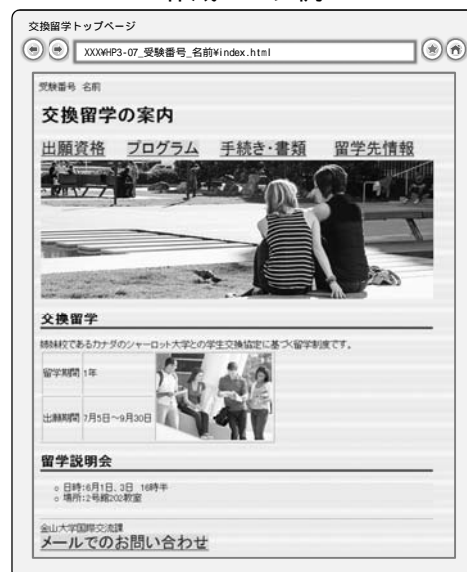 交換留学トップページ
XXX¥HP3-07_受験番号_名前¥index.html
受験番号 名前
交換留学の案内
出願資格 プログラム 手続き・書類 留学先情報
交換留学
姉妹校であるカナダのシャーロット大学との学生交換協定に基づく留学制度です。
留学期間 1年
出願期間 7月5日～9月30日
留学説明会
日時:6月1日、3日 16時半
場所:2号館202教室
金山大学国際交流課
メールでのお問い合わせ